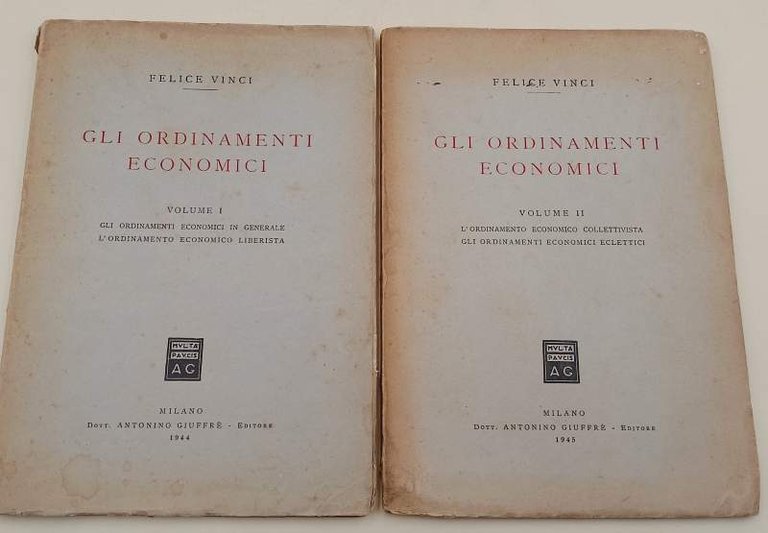 FELICE VINCI
GLI ORDINAMENTI
ECONOMICI
VOLUME I
GLI ORDINAMENTI ECONOMICI IN GENERALE
L'ORDINAMENTO ECONOMICO LIBERISTA
MVLTA
PAVCIS
AG
MILANO
DOTT. ANTONINO GIUFFRÈ - EDITORE
1944
FELICE VINCI
GLI ORDINAMENTI
ECONOMICI
VOLUME II
L'ORDINAMENTO ECONOMICO COLLETTIVISTA
GLI ORDINAMENTI ECONOMICI ECLETTICI
MVLTA
PAVCIS
AG
MILANO
DOTT. ANTONINO GIUFFRÈ - EDITORE
1945